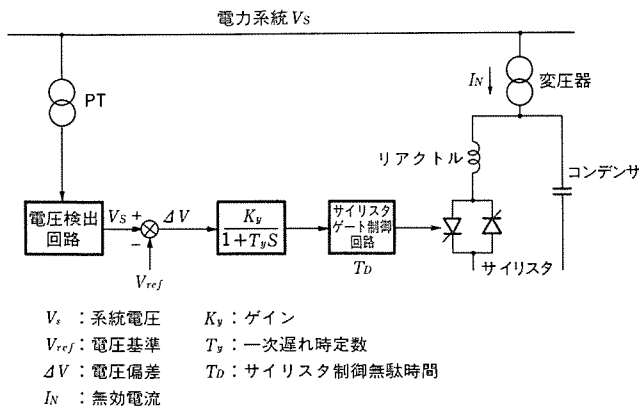 電力系統VS
PT
IN
変圧器
リアクトル
コンデンサ
電圧検出
回路
VS
+
−
ΔV
Vref
Ky
1+TyS
サイリスタ
ゲート制御
回路
TD
サイリスタ
Vs：系統電圧
Ky：ゲイン
Vref：電圧基準
Ty：一次遅れ時定数
ΔV：電圧偏差
TD：サイリスタ制御無駄時間
IN：無効電流